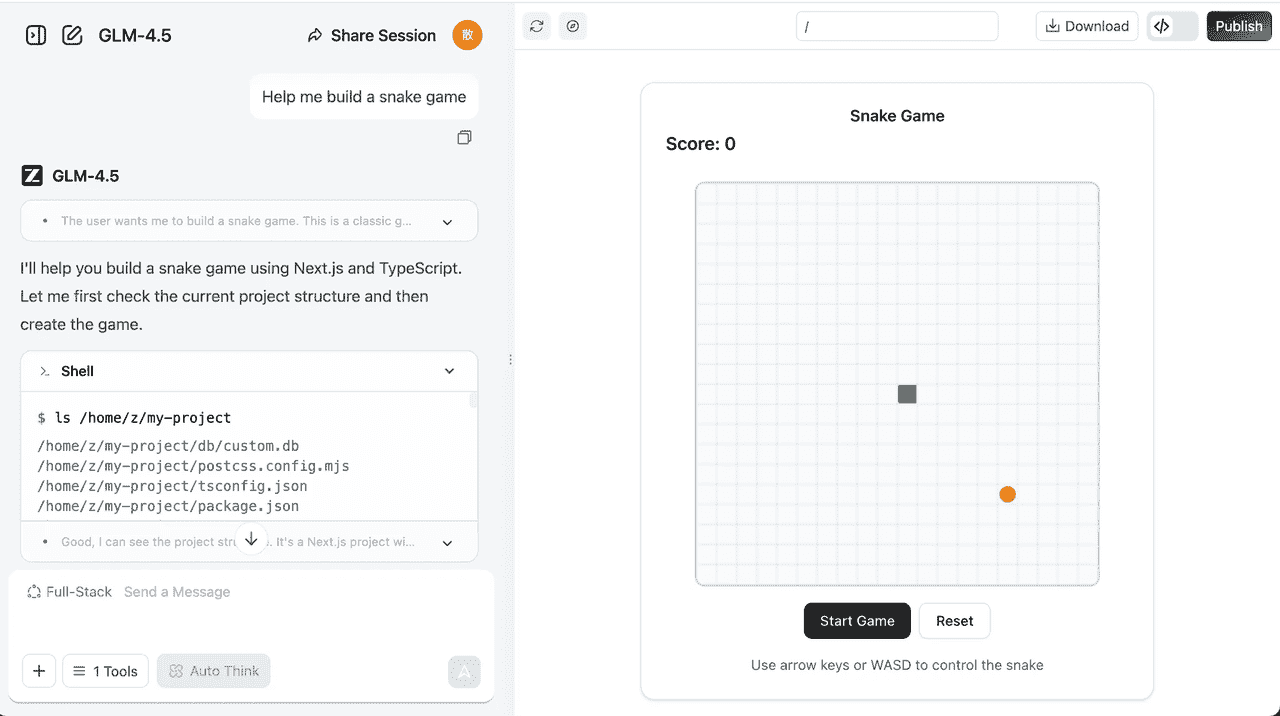 GLM-4.5
Share Session
散
Help me build a snake game
GLM-4.5
The user wants me to build a snake game. This is a classic g...
I'll help you build a snake game using Next.js and TypeScript.
Let me first check the current project structure and then
create the game.
Shell
$ ls /home/z/my-project
/home/z/my-project/db/custom.db
/home/z/my-project/postcss.config.mjs
/home/z/my-project/tsconfig.json
/home/z/my-project/package.json
Good, I can see the project stru . It's a Next.js project wi...
Full-Stack
Send a Message
1 Tools
Auto Think
/
Download
Publish
Snake Game
Score: 0
Start Game
Reset
Use arrow keys or WASD to control the snake